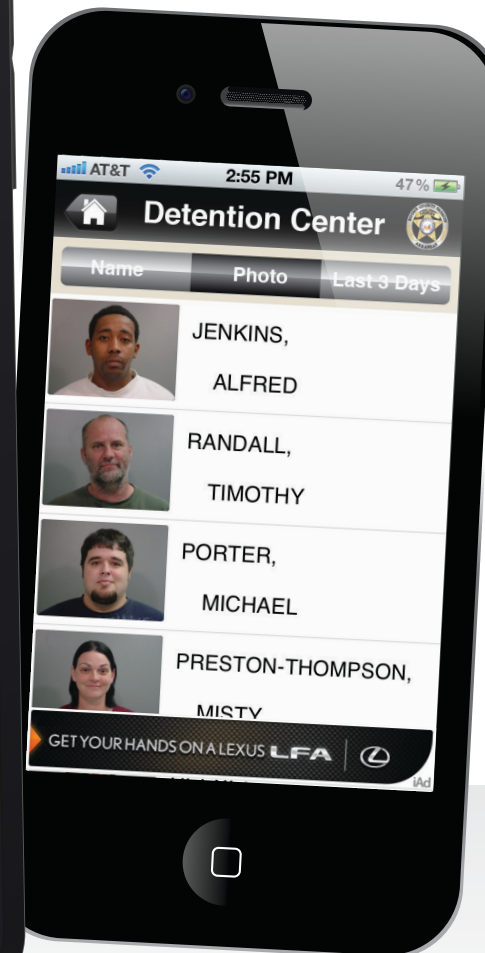 AT&T 2:55 PM 47%
Detention Center
Name Photo Last 3 Days
JENKINS,
ALFRED
RANDALL,
TIMOTHY
PORTER,
MICHAEL
PRESTON-THOMPSON,
MISTY
GET YOUR HANDS ON A LEXUS LFA
iAd